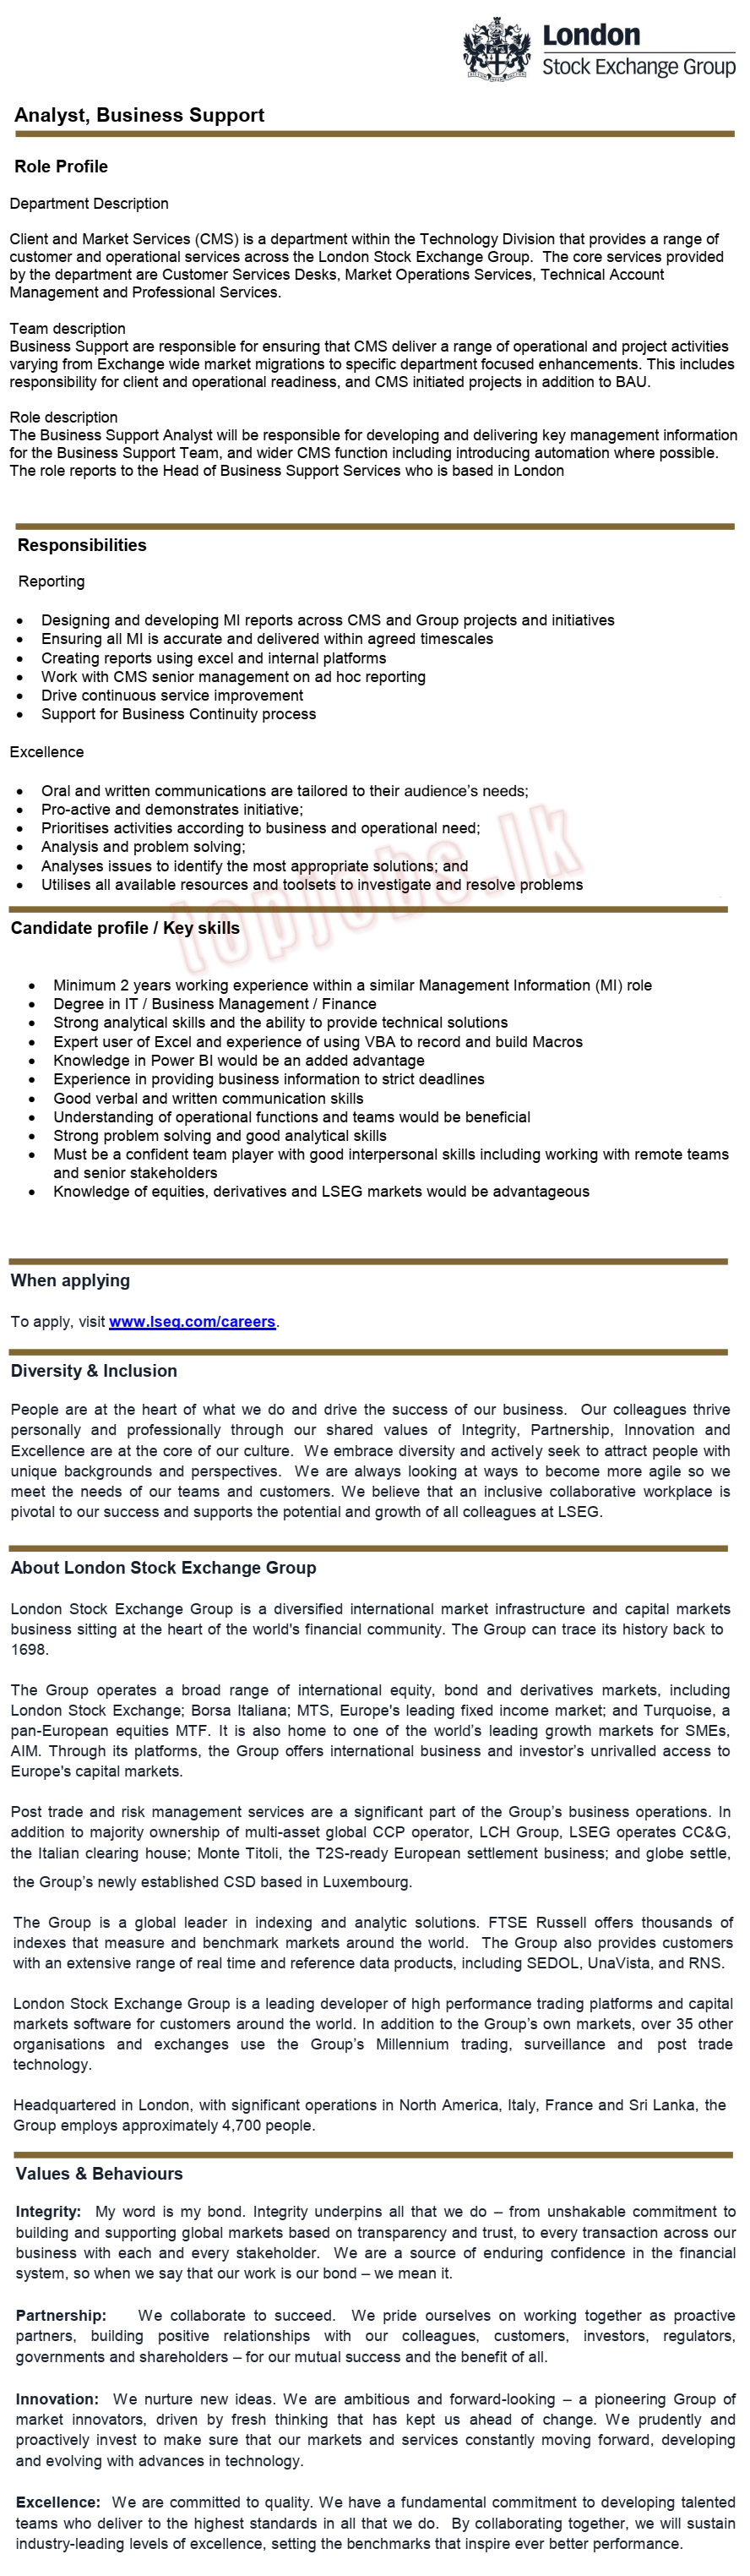 London
Stock Exchange Group
Analyst, Business Support
Role Profile
Department Description
Client and Market Services (CMS) is a department within the Technology Division that provides a range of
customer and operational services across the London Stock Exchange Group.  The core services provided
by the department are Customer Services Desks, Market Operations Services, Technical Account
Management and Professional Services.
Team description
Business Support are responsible for ensuring that CMS deliver a range of operational and project activities
varying from Exchange wide market migrations to specific department focused enhancements. This includes
responsibility for client and operational readiness, and CMS initiated projects in addition to BAU.
Role description
The Business Support Analyst will be responsible for developing and delivering key management information
for the Business Support Team, and wider CMS function including introducing automation where possible.
The role reports to the Head of Business Support Services who is based in London
Responsibilities
Reporting
• Designing and developing MI reports across CMS and Group projects and initiatives
• Ensuring all MI is accurate and delivered within agreed timescales
• Creating reports using excel and internal platforms
• Work with CMS senior management on ad hoc reporting
• Drive continuous service improvement
• Support for Business Continuity process
Excellence
• Oral and written communications are tailored to their audience’s needs;
• Pro-active and demonstrates initiative;
• Prioritises activities according to business and operational need;
• Analysis and problem solving;
• Analyses issues to identify the most appropriate solutions; and
• Utilises all available resources and toolsets to investigate and resolve problems
topjobs.lk
Candidate profile / Key skills
• Minimum 2 years working experience within a similar Management Information (MI) role
• Degree in IT / Business Management / Finance
• Strong analytical skills and the ability to provide technical solutions
• Expert user of Excel and experience of using VBA to record and build Macros
• Knowledge in Power BI would be an added advantage
• Experience in providing business information to strict deadlines
• Good verbal and written communication skills
• Understanding of operational functions and teams would be beneficial
• Strong problem solving and good analytical skills
• Must be a confident team player with good interpersonal skills including working with remote teams
and senior stakeholders
• Knowledge of equities, derivatives and LSEG markets would be advantageous
When applying
To apply, visit www.lseg.com/careers.
Diversity & Inclusion
People are at the heart of what we do and drive the success of our business.  Our colleagues thrive
personally and professionally through our shared values of Integrity, Partnership, Innovation and
Excellence are at the core of our culture.  We embrace diversity and actively seek to attract people with
unique backgrounds and perspectives.  We are always looking at ways to become more agile so we
meet the needs of our teams and customers. We believe that an inclusive collaborative workplace is
pivotal to our success and supports the potential and growth of all colleagues at LSEG.
About London Stock Exchange Group
London Stock Exchange Group is a diversified international market infrastructure and capital markets
business sitting at the heart of the world's financial community. The Group can trace its history back to
1698.
The Group operates a broad range of international equity, bond and derivatives markets, including
London Stock Exchange; Borsa Italiana; MTS, Europe's leading fixed income market; and Turquoise, a
pan-European equities MTF. It is also home to one of the world’s leading growth markets for SMEs,
AIM. Through its platforms, the Group offers international business and investor’s unrivalled access to
Europe's capital markets.
Post trade and risk management services are a significant part of the Group’s business operations. In
addition to majority ownership of multi-asset global CCP operator, LCH Group, LSEG operates CC&G,
the Italian clearing house; Monte Titoli, the T2S-ready European settlement business; and globe settle,
the Group’s newly established CSD based in Luxembourg.
The Group is a global leader in indexing and analytic solutions. FTSE Russell offers thousands of
indexes that measure and benchmark markets around the world.  The Group also provides customers
with an extensive range of real time and reference data products, including SEDOL, UnaVista, and RNS.
London Stock Exchange Group is a leading developer of high performance trading platforms and capital
markets software for customers around the world. In addition to the Group’s own markets, over 35 other
organisations and exchanges use the Group’s Millennium trading, surveillance and post trade
technology.
Headquartered in London, with significant operations in North America, Italy, France and Sri Lanka, the
Group employs approximately 4,700 people.
Values & Behaviours
Integrity:  My word is my bond. Integrity underpins all that we do – from unshakable commitment to
building and supporting global markets based on transparency and trust, to every transaction across our
business with each and every stakeholder.  We are a source of enduring confidence in the financial
system, so when we say that our work is our bond – we mean it.
Partnership:  We collaborate to succeed.  We pride ourselves on working together as proactive
partners, building positive relationships with our colleagues, customers, investors, regulators,
governments and shareholders – for our mutual success and the benefit of all.
Innovation:  We nurture new ideas. We are ambitious and forward-looking – a pioneering Group of
market innovators, driven by fresh thinking that has kept us ahead of change. We prudently and
proactively invest to make sure that our markets and services constantly moving forward, developing
and evolving with advances in technology.
Excellence:  We are committed to quality. We have a fundamental commitment to developing talented
teams who deliver to the highest standards in all that we do.  By collaborating together, we will sustain
industry-leading levels of excellence, setting the benchmarks that inspire ever better performance.